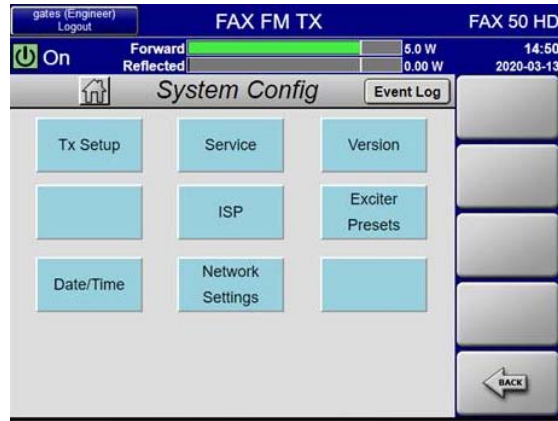 gates (Engineer)
Logout
FAX FM TX
FAX 50 HD
On
Forward
5.0 W
Reflected
0.00 W
14:50
2020-03-13
System Config
Event Log
Tx Setup
Service
Version
ISP
Exciter
Presets
Date/Time
Network
Settings
BACK